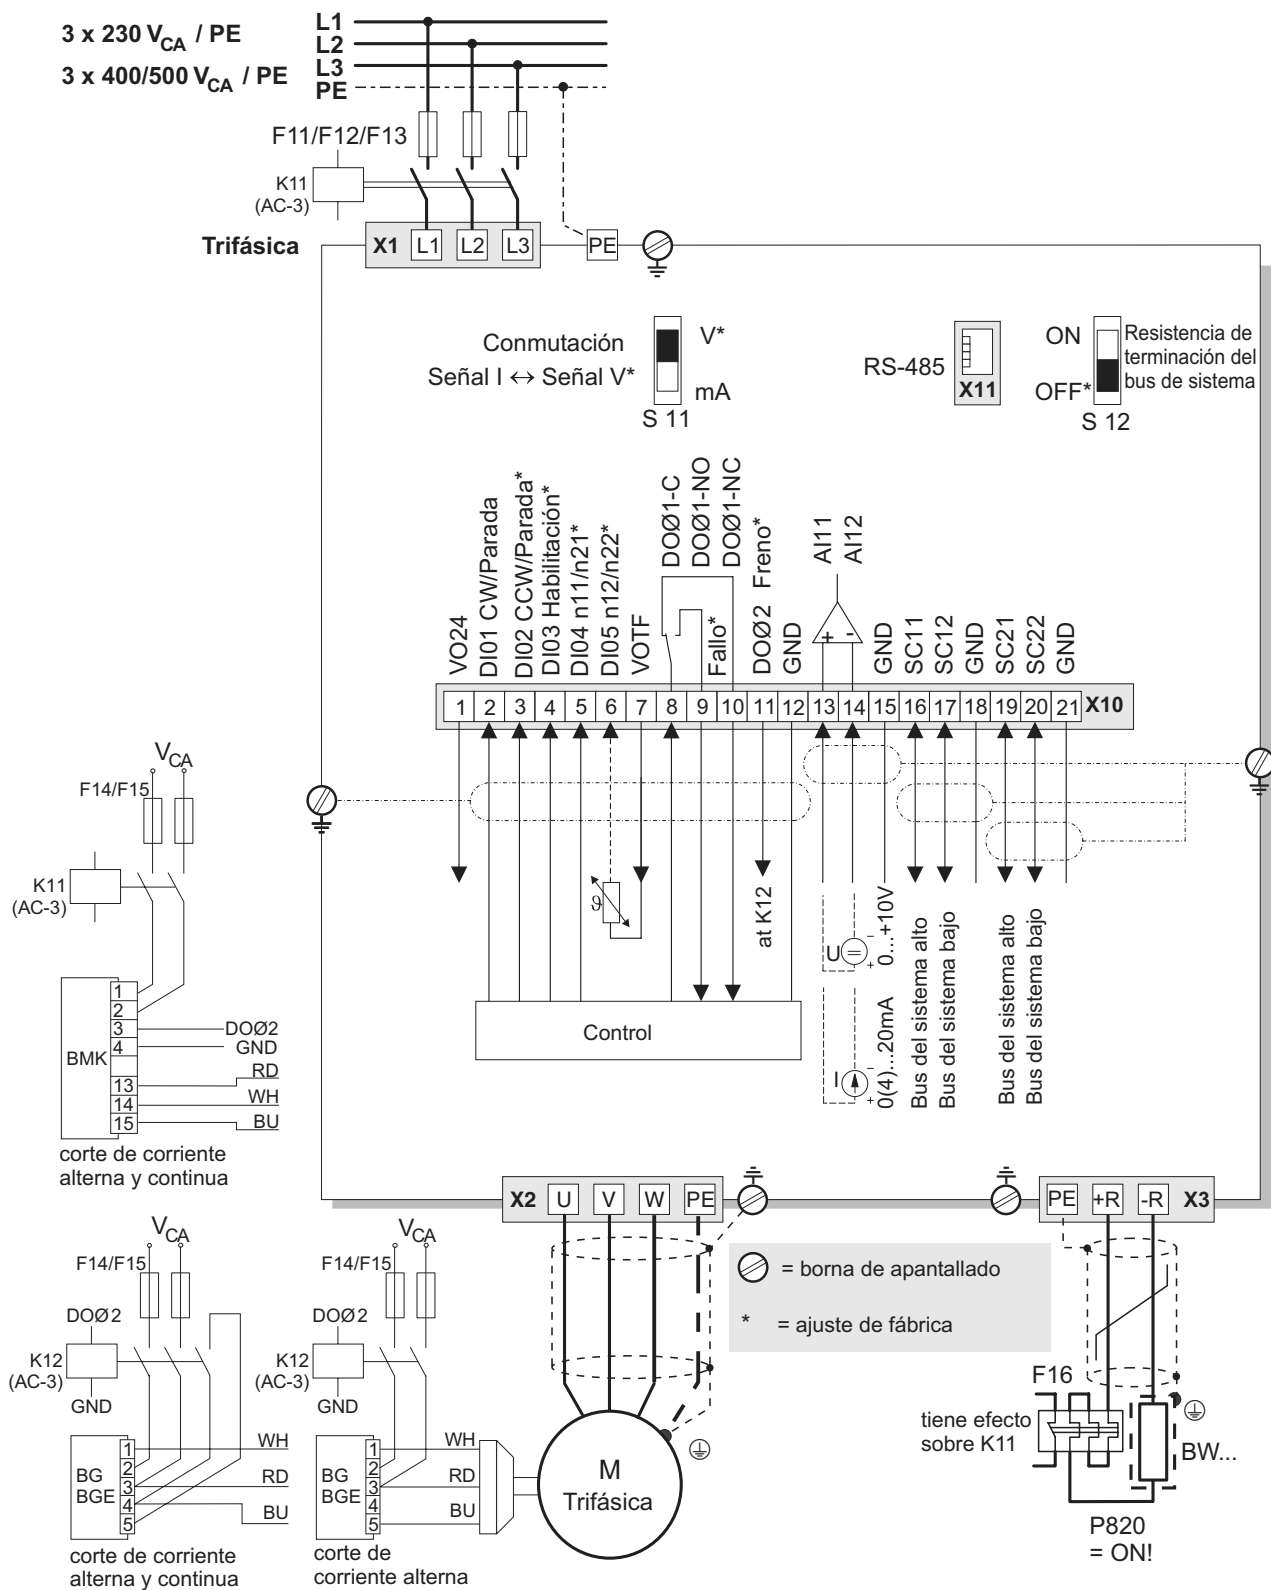 3 x 230 VCA / PE
3 x 400/500 VCA / PE
L1
L2
L3
PE
F11/F12/F13
K11
(AC-3)
Trifásica
X1 L1 L2 L3 PE
Conmutación
Señal I ↔ Señal V*
V*
mA
S 11
RS-485
X11
ON
OFF*
S 12
Resistencia de
terminación del
bus de sistema
VO24
DI01 CW/Parada
DI02 CCW/Parada*
DI03 Habilitación*
DI04 n11/n21*
DI05 n12/n22*
VOTF
DOØ1-C
DOØ1-NO
Fallo*
DOØ1-NC
DOØ2 Freno*
GND
AI11
AI12
+ -
GND
SC11
SC12
GND
SC21
SC22
GND
1 2 3 4 5 6 7 8 9 10 11 12 13 14 15 16 17 18 19 20 21 X10
ϑ
at K12
U
=
- +
0...+10V
I
- +
0(4)...20mA
Bus del sistema alto
Bus del sistema bajo
Bus del sistema alto
Bus del sistema bajo
Control
VCA
F14/F15
K11
(AC-3)
BMK
1
2
3
4
13
14
15
DOØ2
GND
RD
WH
BU
corte de corriente
alterna y continua
X2 U V W PE
PE +R -R X3
= borna de apantallado
* = ajuste de fábrica
VCA
F14/F15
DOØ2
K12
(AC-3)
GND
BG
BGE
1
2
3
4
5
WH
RD
BU
corte de corriente
alterna y continua
VCA
F14/F15
DOØ2
K12
(AC-3)
GND
BG
BGE
1
2
3
4
5
WH
RD
BU
corte de
corriente alterna
M
Trifásica
F16
tiene efecto
sobre K11
BW...
P820
= ON!